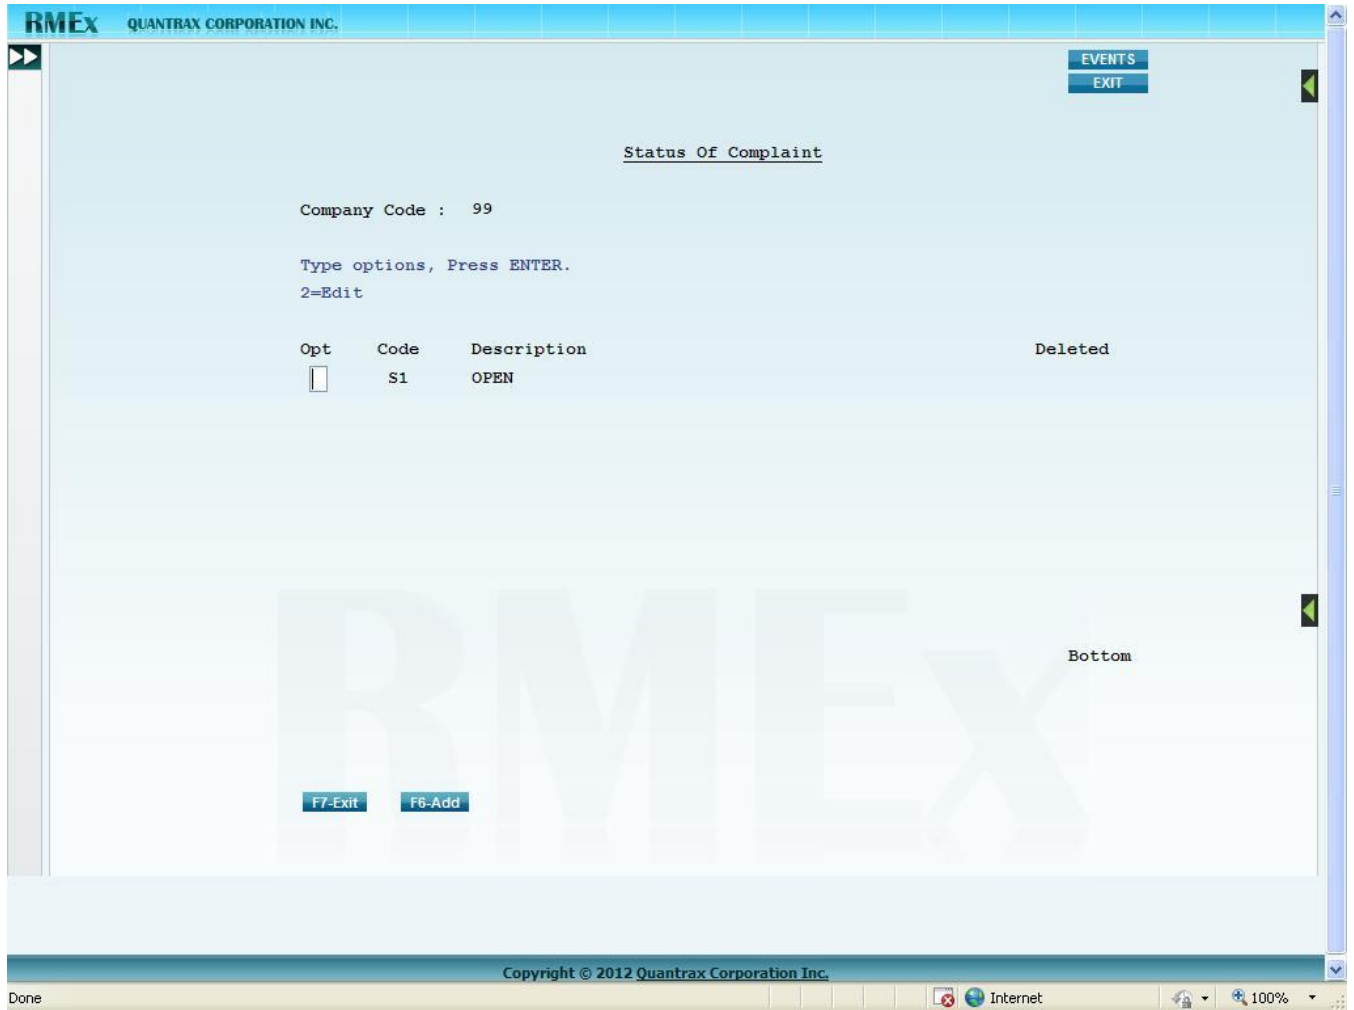 RMEx QUANTRAX CORPORATION INC.
EVENTS
EXIT
Status Of Complaint
Company Code : 99
Type options, Press ENTER.
2=Edit
Opt Code Description Deleted
S1 OPEN
RMEx
Bottom
F7-Exit F6-Add
Copyright © 2012 Quantrax Corporation Inc.
Done Internet 100%